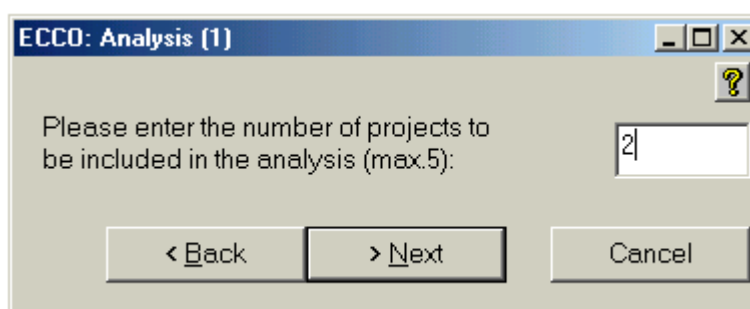 ECCO: Analysis (1)
?
Please enter the number of projects to
be included in the analysis (max.5):
2
< Back > Next Cancel